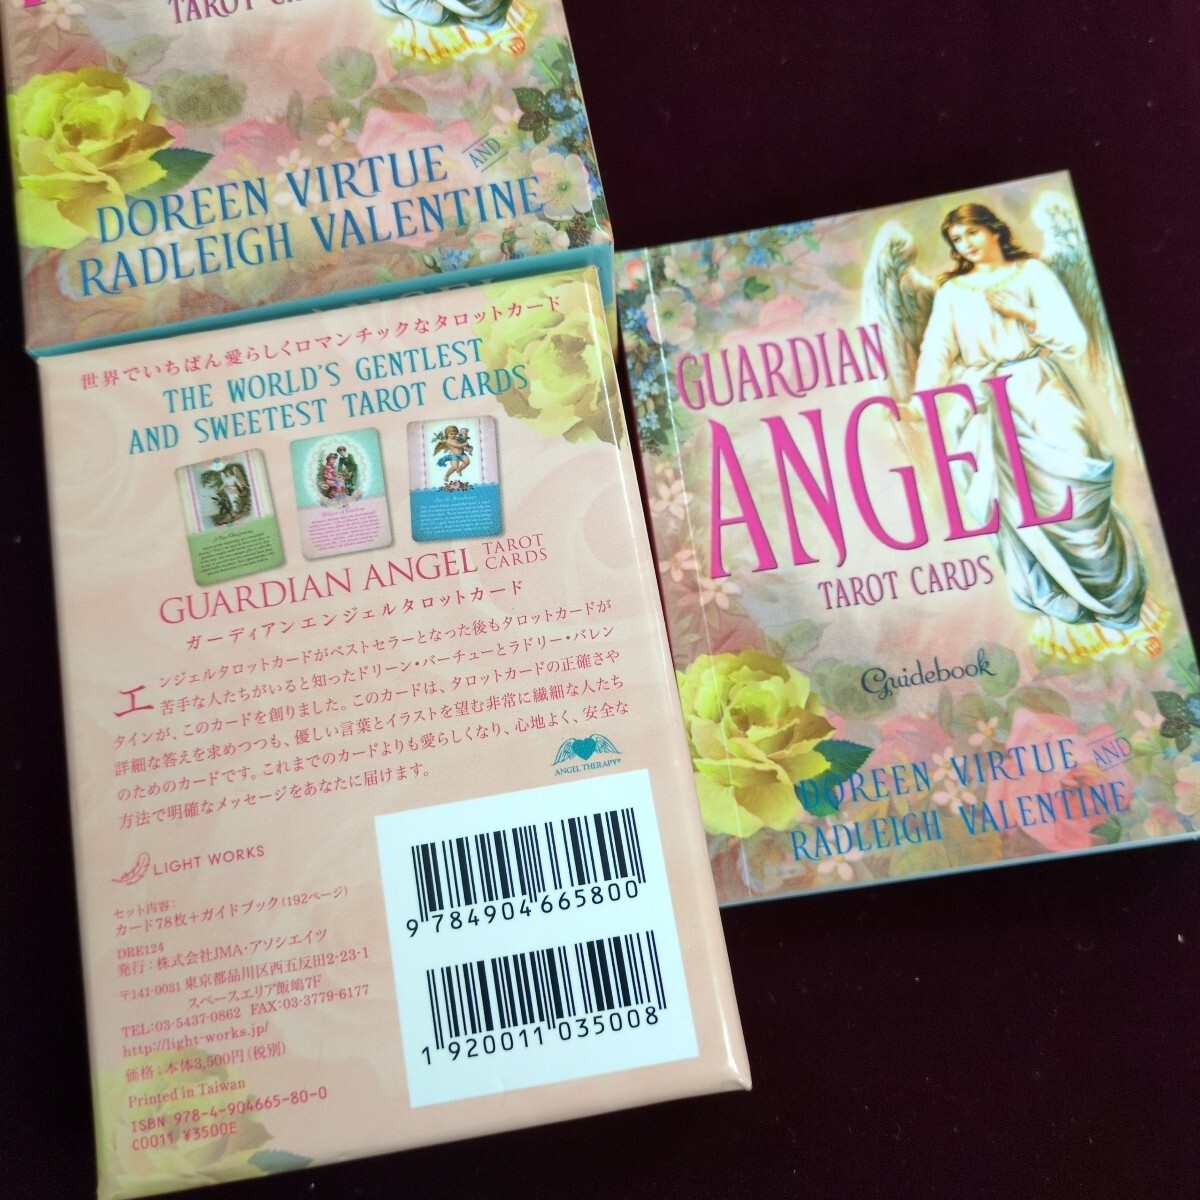 TAROT
DOREEN VIRTUE AND
RADLEIGH VALENTINE
世界でいちばん愛らしくロマンチックなタロットカード
THE WORLD'S GENTLEST
AND SWEETEST TAROT CARDS
GUARDIAN ANGEL TAROT CARDS
ガーディアンエンジェルタロットカード
エンジェルタロットカードがベストセラーとなった後もタロットカードが
苦手な人たちがいると知ったドリーン・バーチューとラドリー・バレン
タインが、このカードを創りました。このカードは、タロットカードの正確さや
詳細な答えを求めつつも、優しい言葉とイラストを望む非常に繊細な人たち
のためのカードです。これまでのカードよりも愛らしくなり、心地よく、安全な
方法で明確なメッセージをあなたに届けます。
ANGEL THERAPY®
LIGHT WORKS
セット内容:
カード78枚+ガイドブック(192ページ)
DRE124
発行:株式会社JMA・アソシエイツ
〒141-0031 東京都品川区西五反田2-23-1
スペースエリア飯嶋7F
TEL:03-5437-0862 FAX:03-3779-6177
http://light-works.jp/
価格:本体3,500円(税別)
Printed in Taiwan
ISBN 978-4-904665-80-0
C0011 ¥3500E
9 784904 665800
1 920011 035008
GUARDIAN
ANGEL
TAROT CARDS
Guidebook
DOREEN VIRTUE AND
RADLEIGH VALENTINE